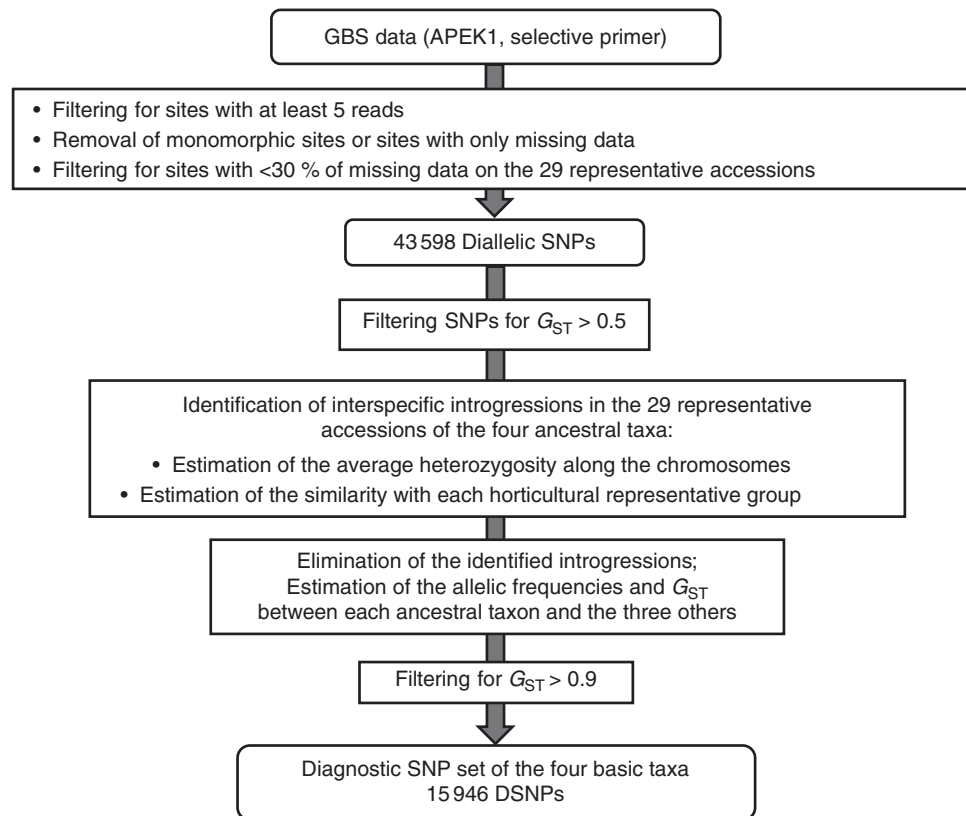 GBS data (APEK1, selective primer)
• Filtering for sites with at least 5 reads
• Removal of monomorphic sites or sites with only missing data
• Filtering for sites with <30 % of missing data on the 29 representative accessions
43 598 Diallelic SNPs
Filtering SNPs for GST > 0.5
Identification of interspecific introgressions in the 29 representative
accessions of the four ancestral taxa:
• Estimation of the average heterozygosity along the chromosomes
• Estimation of the similarity with each horticultural representative group
Elimination of the identified introgressions;
Estimation of the allelic frequencies and GST
between each ancestral taxon and the three others
Filtering for GST > 0.9
Diagnostic SNP set of the four basic taxa
15 946 DSNPs